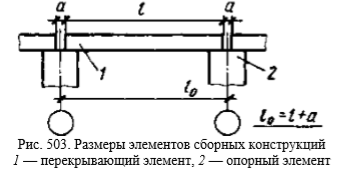 a l a
1 2
l₀
l₀=l+a
Рис. 503. Размеры элементов сборных конструкций
1 — перекрывающий элемент, 2 — опорный элемент